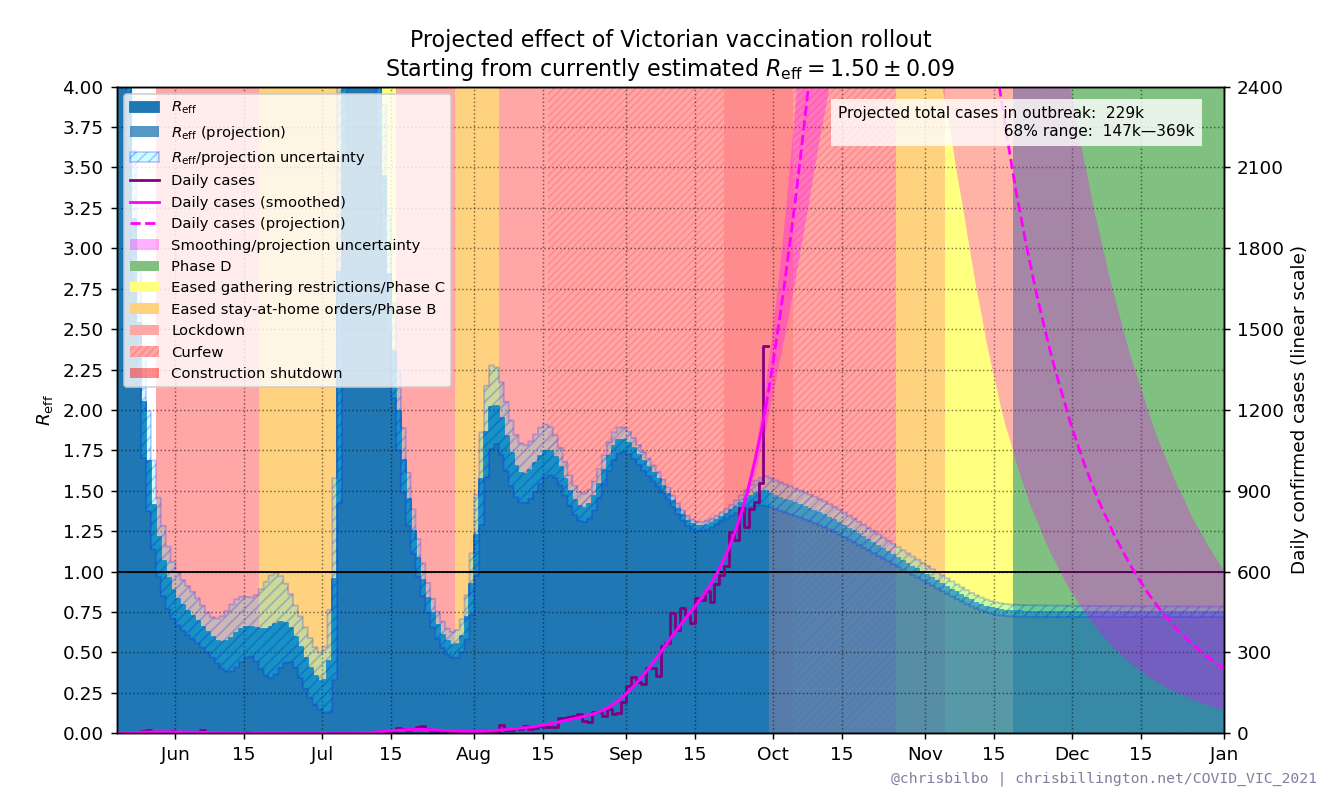 Projected effect of Victorian vaccination rollout
Starting from currently estimated R_eff = 1.50 ± 0.09
Projected total cases in outbreak: 229k
68% range: 147k—369k
R_eff
R_eff (projection)
R_eff/projection uncertainty
Daily cases
Daily cases (smoothed)
Daily cases (projection)
Smoothing/projection uncertainty
Phase D
Eased gathering restrictions/Phase C
Eased stay-at-home orders/Phase B
Lockdown
Curfew
Construction shutdown
R_eff
4.00
3.75
3.50
3.25
3.00
2.75
2.50
2.25
2.00
1.75
1.50
1.25
1.00
0.75
0.50
0.25
0.00
2400
2100
1800
1500
1200
900
600
300
0
Daily confirmed cases (linear scale)
Jun 15 Jul 15 Aug 15 Sep 15 Oct 15 Nov 15 Dec 15 Jan
@chrisbilbo | chrisbillington.net/COVID_VIC_2021